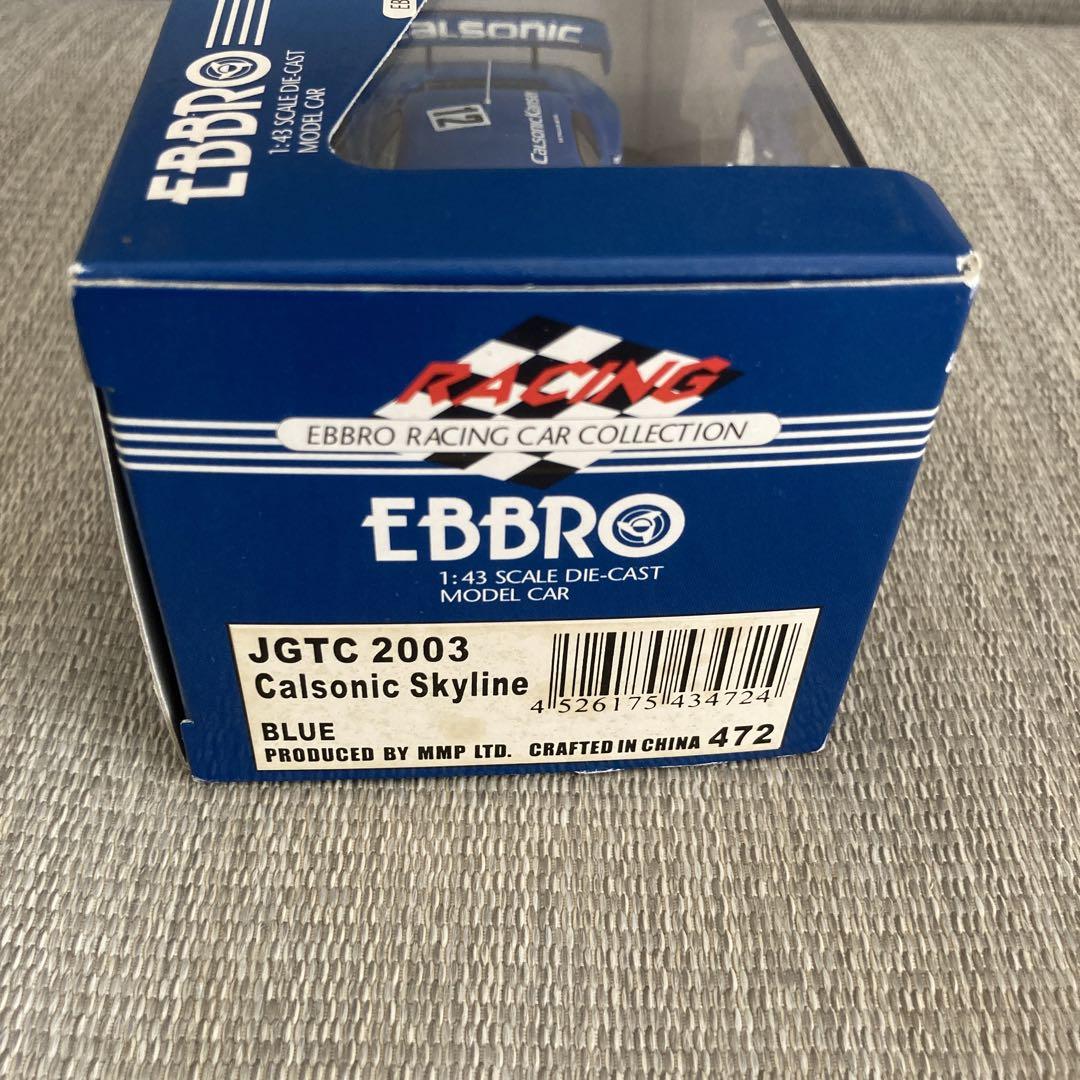 EBBRO
1:43 SCALE DIE-CAST
MODEL CAR
CALSONIC
12
RACING
EBBRO RACING CAR COLLECTION
EBBRO
1:43 SCALE DIE-CAST
MODEL CAR
JGTC 2003
Calsonic Skyline
4 526175 434724
BLUE
PRODUCED BY MMP LTD. CRAFTED IN CHINA 472